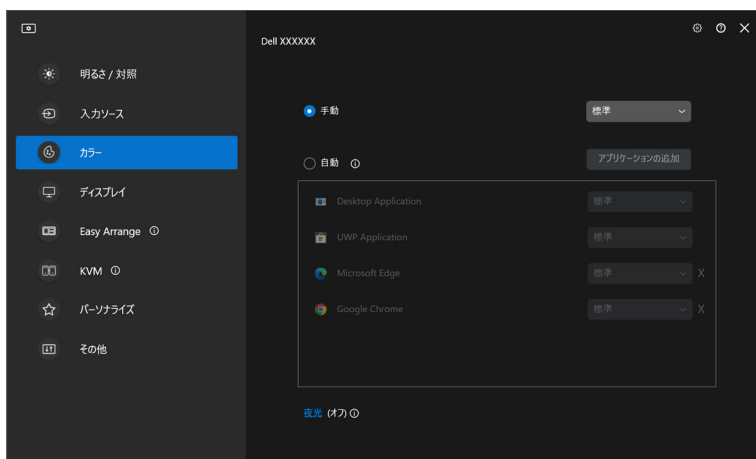 Dell XXXXXX
明るさ / 対照
入力ソース
カラー
ディスプレイ
Easy Arrange
KVM
パーソナライズ
その他
手動
標準
自動
アプリケーションの追加
Desktop Application
標準
UWP Application
標準
Microsoft Edge
標準
X
Google Chrome
標準
X
夜光 (オフ)